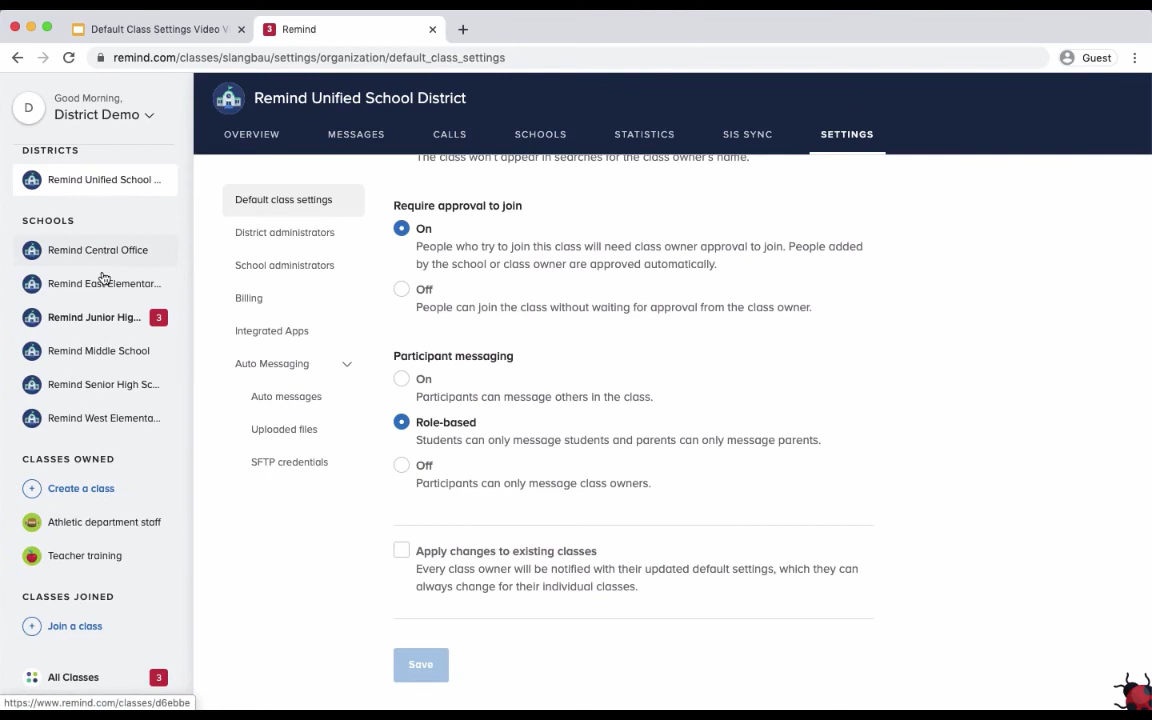 Default Class Settings Video V
3
Remind
remind.com/classes/slangbau/settings/organization/default_class_settings
Guest
D
Good Morning,
District Demo
DISTRICTS
Remind Unified School ...
SCHOOLS
Remind Central Office
Remind East Elementar...
Remind Junior Hig...
3
Remind Middle School
Remind Senior High Sc...
Remind West Elementa...
CLASSES OWNED
Create a class
Athletic department staff
Teacher training
CLASSES JOINED
Join a class
All Classes
3
https://www.remind.com/classes/d6ebbe
Remind Unified School District
OVERVIEW
MESSAGES
CALLS
SCHOOLS
STATISTICS
SIS SYNC
SETTINGS
Default class settings
District administrators
School administrators
Billing
Integrated Apps
Auto Messaging
Auto messages
Uploaded files
SFTP credentials
The class won't appear in searches for the class owner's name.
Require approval to join
On
People who try to join this class will need class owner approval to join. People added
by the school or class owner are approved automatically.
Off
People can join the class without waiting for approval from the class owner.
Participant messaging
On
Participants can message others in the class.
Role-based
Students can only message students and parents can only message parents.
Off
Participants can only message class owners.
Apply changes to existing classes
Every class owner will be notified with their updated default settings, which they can
always change for their individual classes.
Save